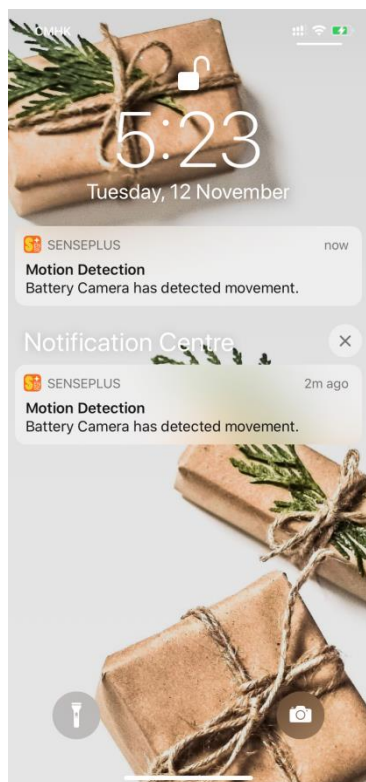 CMHK
5:23
Tuesday, 12 November
SENSEPLUS now
Motion Detection
Battery Camera has detected movement.
Notification Centre
SENSEPLUS 2m ago
Motion Detection
Battery Camera has detected movement.